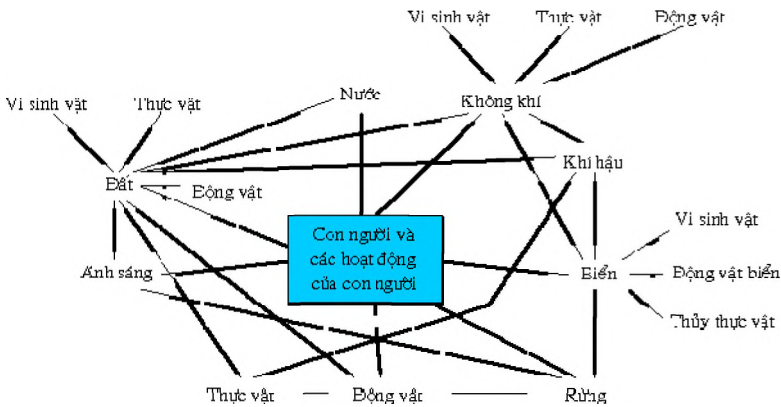 Vi sinh vật
Thực vật
Động vật
Nước
Không khí
Vi sinh vật
Thực vật
Khí hậu
Đất
Động vật
Vi sinh vật
Con người và
các hoạt động
của con người
Ánh sáng
Biển
Động vật biển
Thủy thực vật
Thực vật
Động vật
Rừng